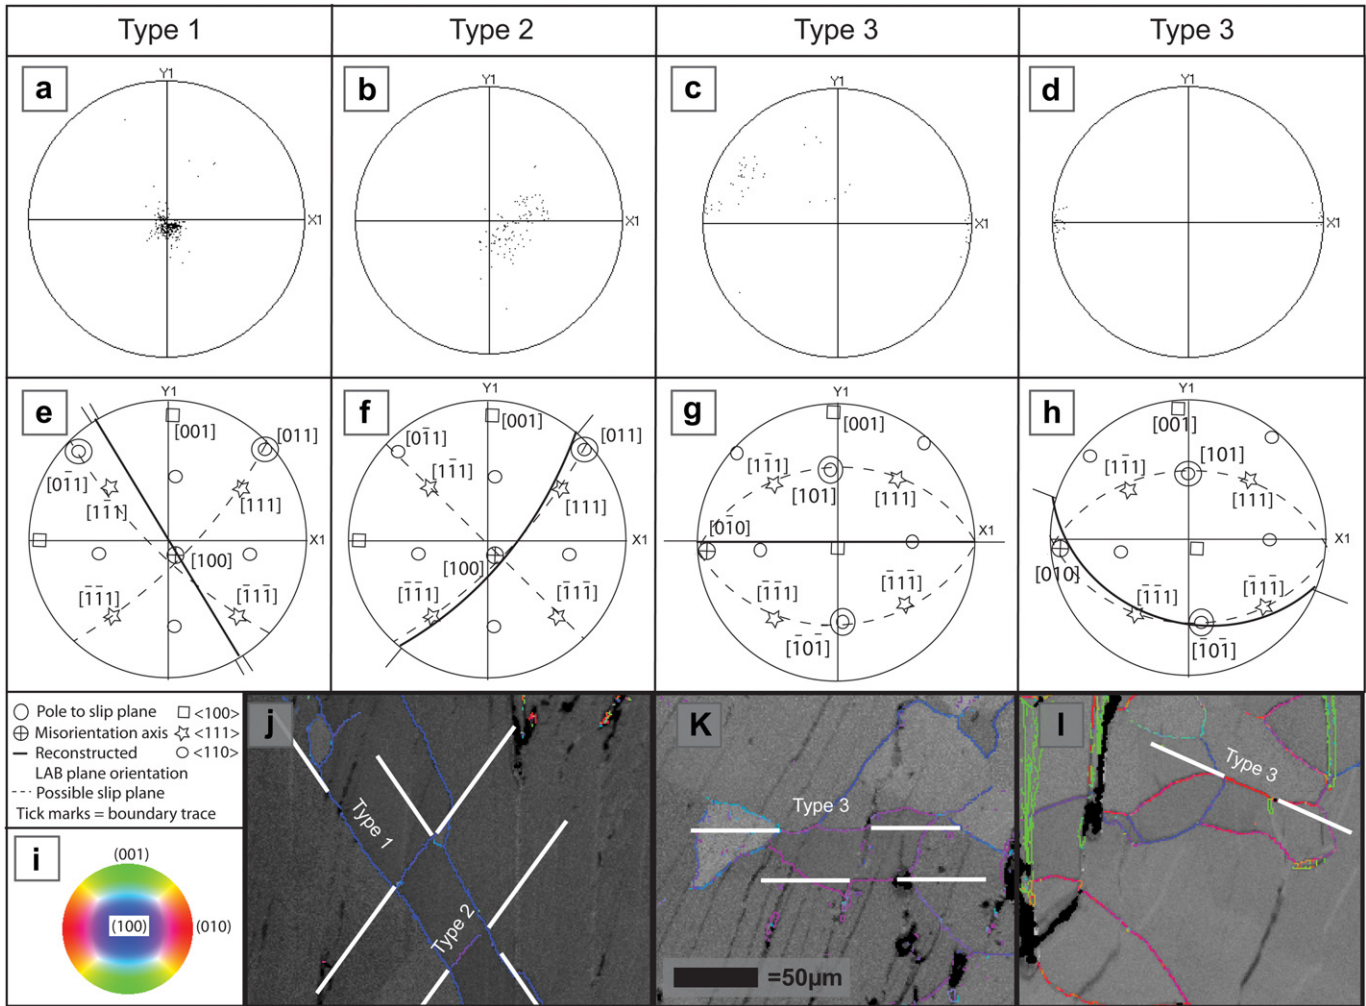 Type 1
Type 2
Type 3
Type 3
a
Y1
X1
b
Y1
X1
c
Y1
X1
d
Y1
X1
e
Y1
[001]
[011]
[01̄1]
[11̄1]
[111]
X1
[100]
[1̄1̄1]
[1̄11̄]
f
Y1
[001]
[011]
[01̄1]
[11̄1]
[111]
X1
[100]
[1̄1̄1]
[1̄11̄]
g
Y1
[001]
[11̄1]
[111]
[101]
[01̄0]
X1
[1̄1̄1]
[1̄11̄]
[1̄01̄]
h
Y1
[001]
[101]
[11̄1]
[111]
X1
[010]
[1̄1̄1]
[1̄11̄]
[1̄01̄]
Pole to slip plane
<100>
Misorientation axis
<111>
Reconstructed
<110>
LAB plane orientation
Possible slip plane
Tick marks = boundary trace
i
(001)
(100)
(010)
j
Type 1
Type 2
K
Type 3
=50µm
l
Type 3